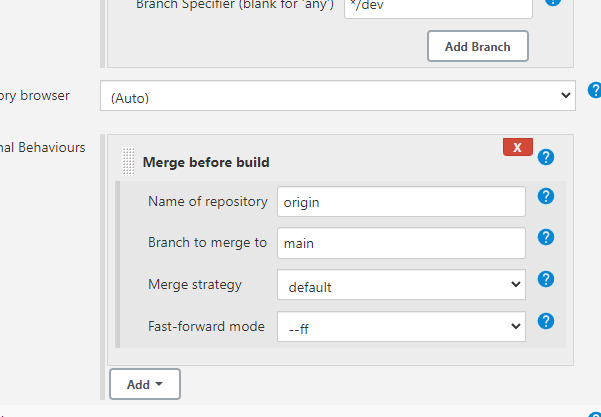 Branch Specifier (blank for 'any') */dev
Add Branch
ory browser (Auto)
nal Behaviours
X
Merge before build
Name of repository origin
Branch to merge to main
Merge strategy default
Fast-forward mode --ff
Add